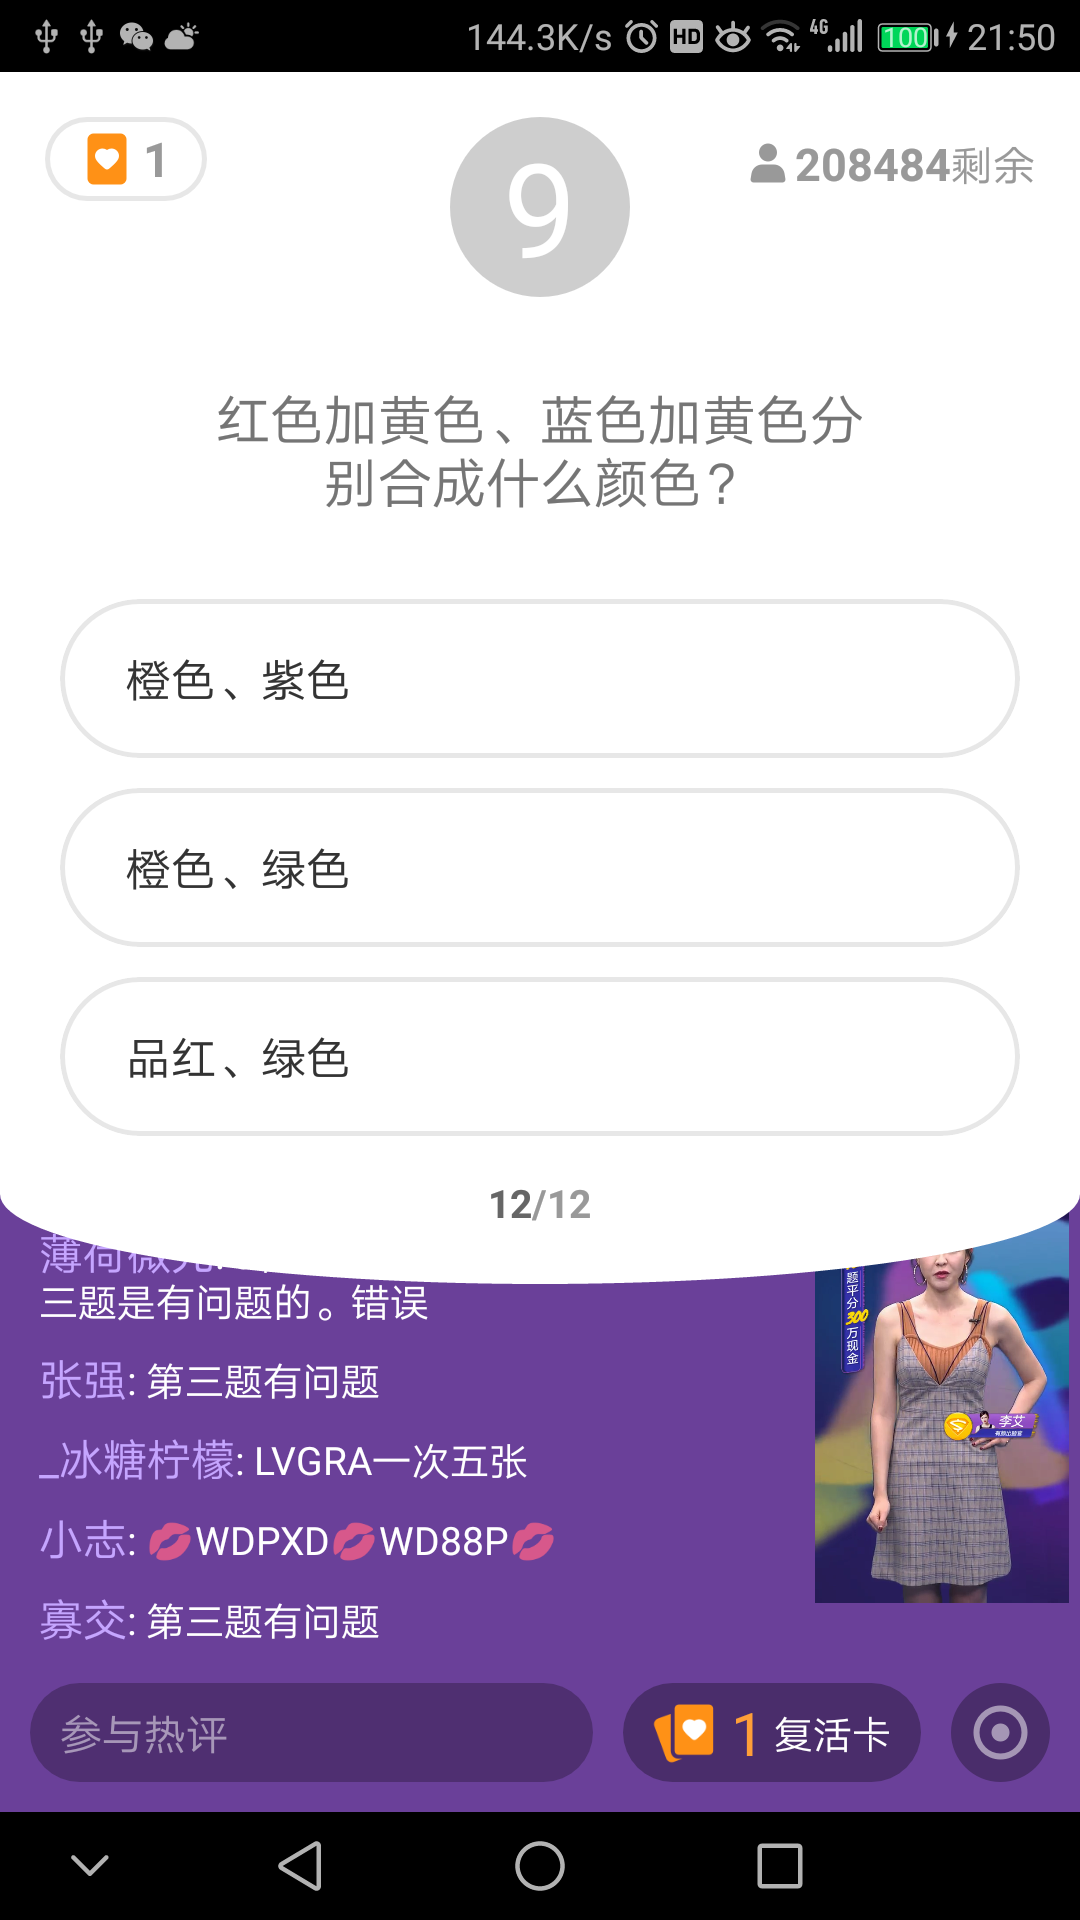 144.3K/s HD 4G 100 21:50
1
9
208484剩余
红色加黄色、蓝色加黄色分
别合成什么颜色?
橙色、紫色
橙色、绿色
品红、绿色
12/12
三题是有问题的。错误
张强: 第三题有问题
_冰糖柠檬: LVGRA一次五张
小志: 💋WDPXD💋WD88P💋
寡交: 第三题有问题
题平分300万现金
李艾
参与热评
1 复活卡